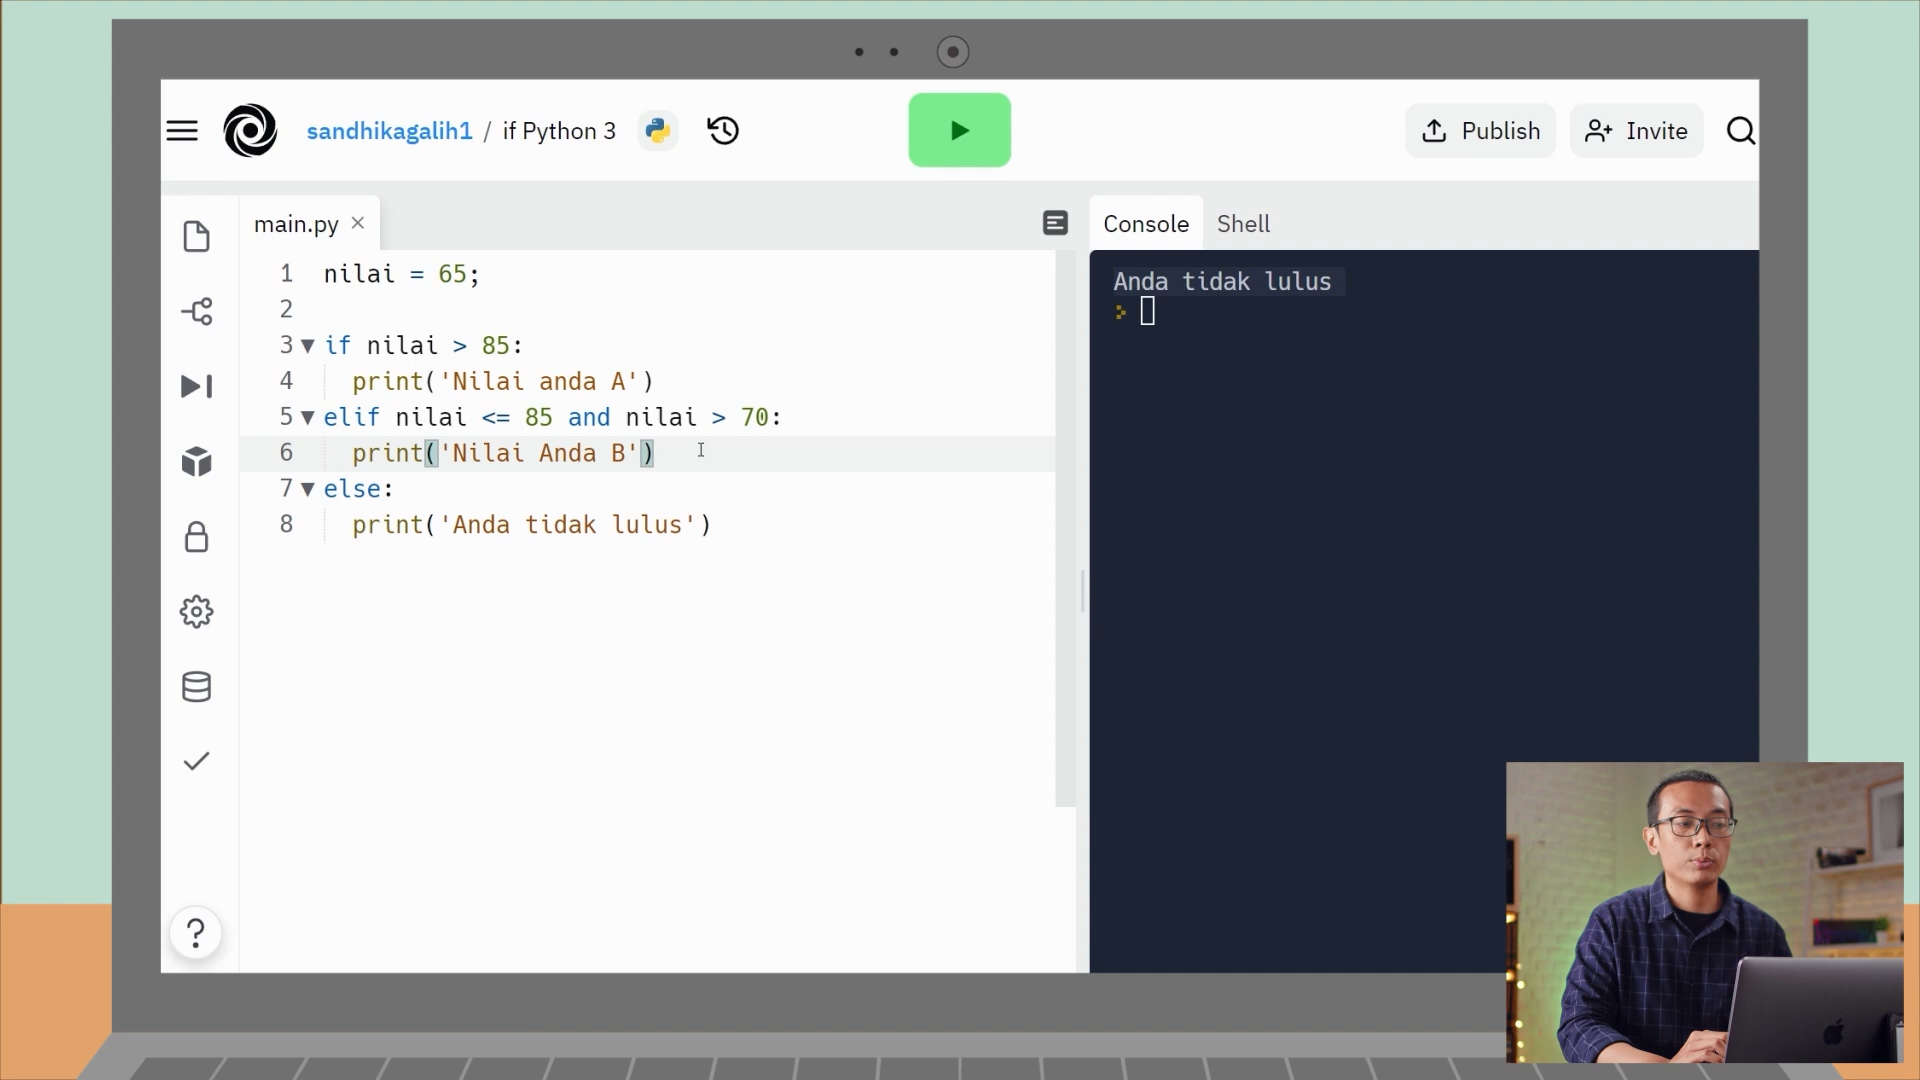 sandhikagalih1 / if Python 3
Publish
Invite
main.py
Console
Shell
1 nilai = 65;
2
3 if nilai > 85:
4 print('Nilai anda A')
5 elif nilai <= 85 and nilai > 70:
6 print('Nilai Anda B')
7 else:
8 print('Anda tidak lulus')
Anda tidak lulus
?